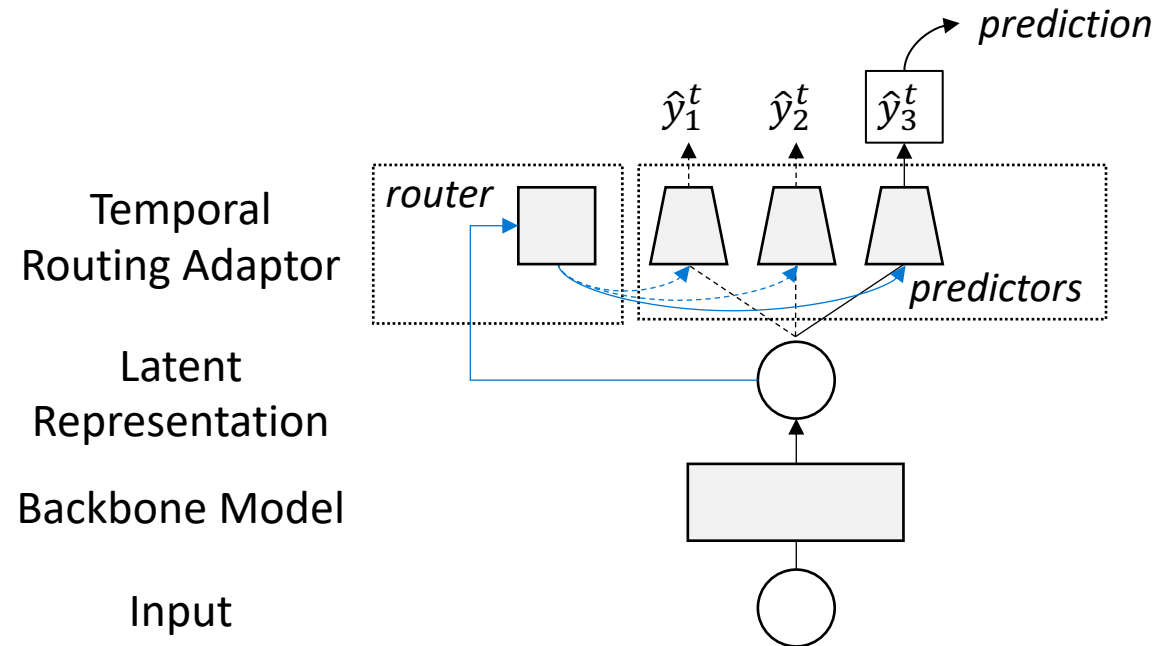 prediction
ŷ₁ᵗ ŷ₂ᵗ ŷ₃ᵗ
router
Temporal
Routing Adaptor
predictors
Latent
Representation
Backbone Model
Input